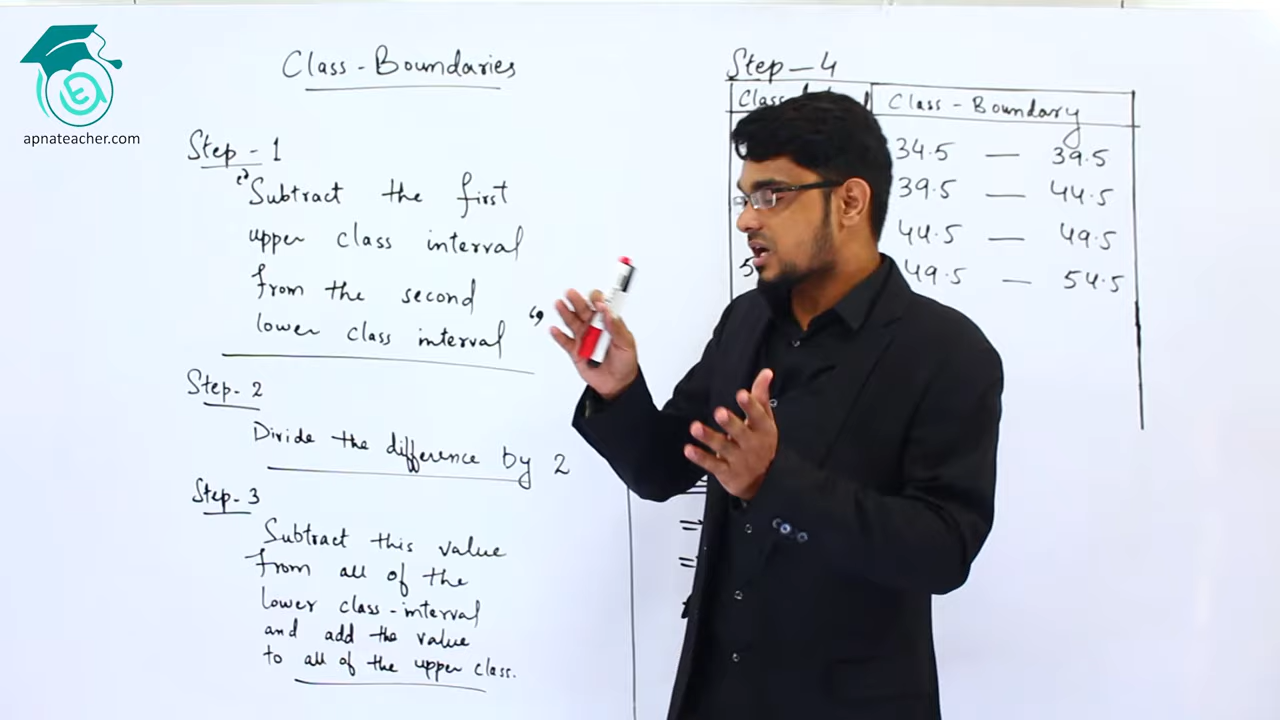 apnateacher.com
Class - Boundaries
Step - 1
Subtract the first
upper class interval
from the second
lower class interval
Step - 2
Divide the difference by 2
Step - 3
Subtract this value
from all of the
lower class - interval
and add the value
to all of the upper class.
Step - 4
Class - Boundary
34.5 — 39.5
39.5 — 44.5
44.5 — 49.5
49.5 — 54.5